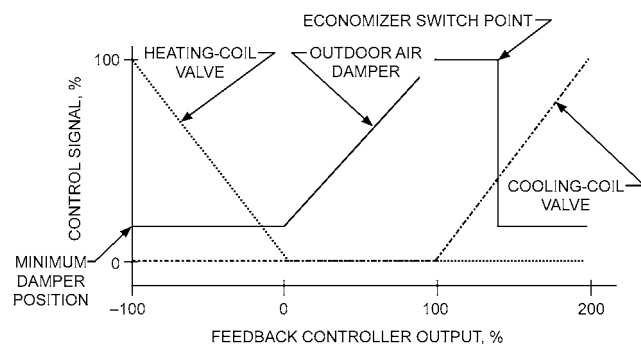 ECONOMIZER SWITCH POINT
HEATING-COIL
VALVE
OUTDOOR AIR
DAMPER
100
CONTROL SIGNAL, %
COOLING-COIL
VALVE
MINIMUM
DAMPER
POSITION
0
–100
0
100
200
FEEDBACK CONTROLLER OUTPUT, %